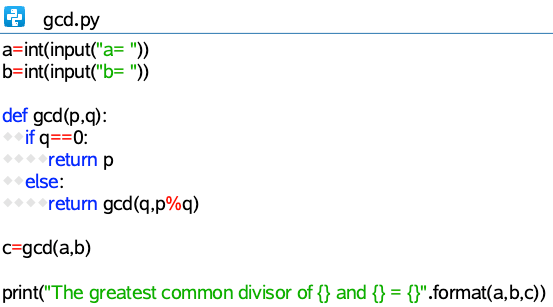 gcd.py
a=int(input("a= "))
b=int(input("b= "))
def gcd(p,q):
  if q==0:
    return p
  else:
    return gcd(q,p%q)
c=gcd(a,b)
print("The greatest common divisor of {} and {} = {}".format(a,b,c))